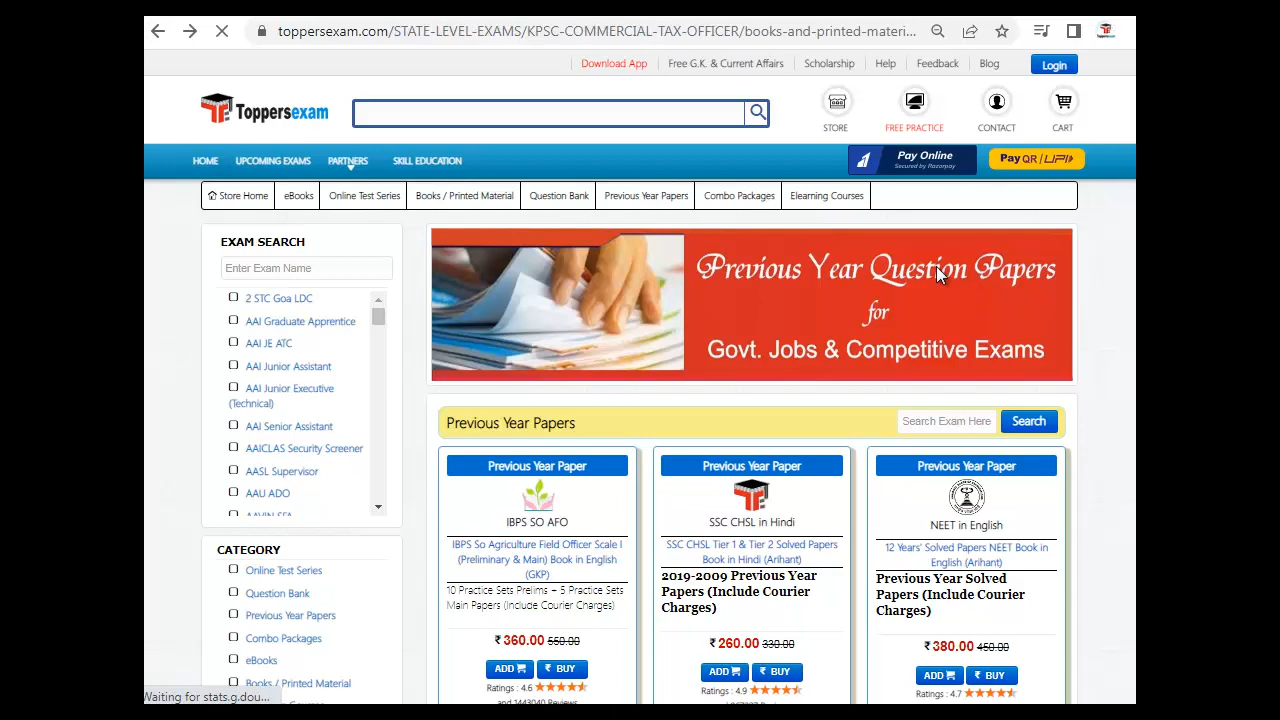 toppersexam.com/STATE-LEVEL-EXAMS/KPSC-COMMERCIAL-TAX-OFFICER/books-and-printed-materi...
Download App
Free G.K. & Current Affairs
Scholarship
Help
Feedback
Blog
Login
Toppersexam
STORE
FREE PRACTICE
CONTACT
CART
HOME
UPCOMING EXAMS
PARTNERS
SKILL EDUCATION
Pay Online
Secured by Razorpay
Pay QR / UPI
Store Home
eBooks
Online Test Series
Books / Printed Material
Question Bank
Previous Year Papers
Combo Packages
Elearning Courses
EXAM SEARCH
Enter Exam Name
2 STC Goa LDC
AAI Graduate Apprentice
AAI JE ATC
AAI Junior Assistant
AAI Junior Executive
(Technical)
AAI Senior Assistant
AAICLAS Security Screener
AASL Supervisor
AAU ADO
CATEGORY
Online Test Series
Question Bank
Previous Year Papers
Combo Packages
eBooks
Books / Printed Material
Previous Year Question Papers
for
Govt. Jobs & Competitive Exams
Previous Year Papers
Search Exam Here
Search
Previous Year Paper
IBPS SO AFO
IBPS So Agriculture Field Officer Scale I
(Preliminary & Main) Book in English
(GKP)
10 Practice Sets Prelims – 5 Practice Sets
Main Papers (Include Courier Charges)
₹ 360.00 550.00
ADD
₹ BUY
Ratings : 4.6
and 1443040 Reviews
Previous Year Paper
SSC CHSL in Hindi
SSC CHSL Tier 1 & Tier 2 Solved Papers
Book in Hindi (Arihant)
2019-2009 Previous Year
Papers (Include Courier
Charges)
₹ 260.00 330.00
ADD
₹ BUY
Ratings : 4.9
Previous Year Paper
NEET in English
12 Years' Solved Papers NEET Book in
English (Arihant)
Previous Year Solved
Papers (Include Courier
Charges)
₹ 380.00 450.00
ADD
₹ BUY
Ratings : 4.7
Waiting for stats.g.dou...